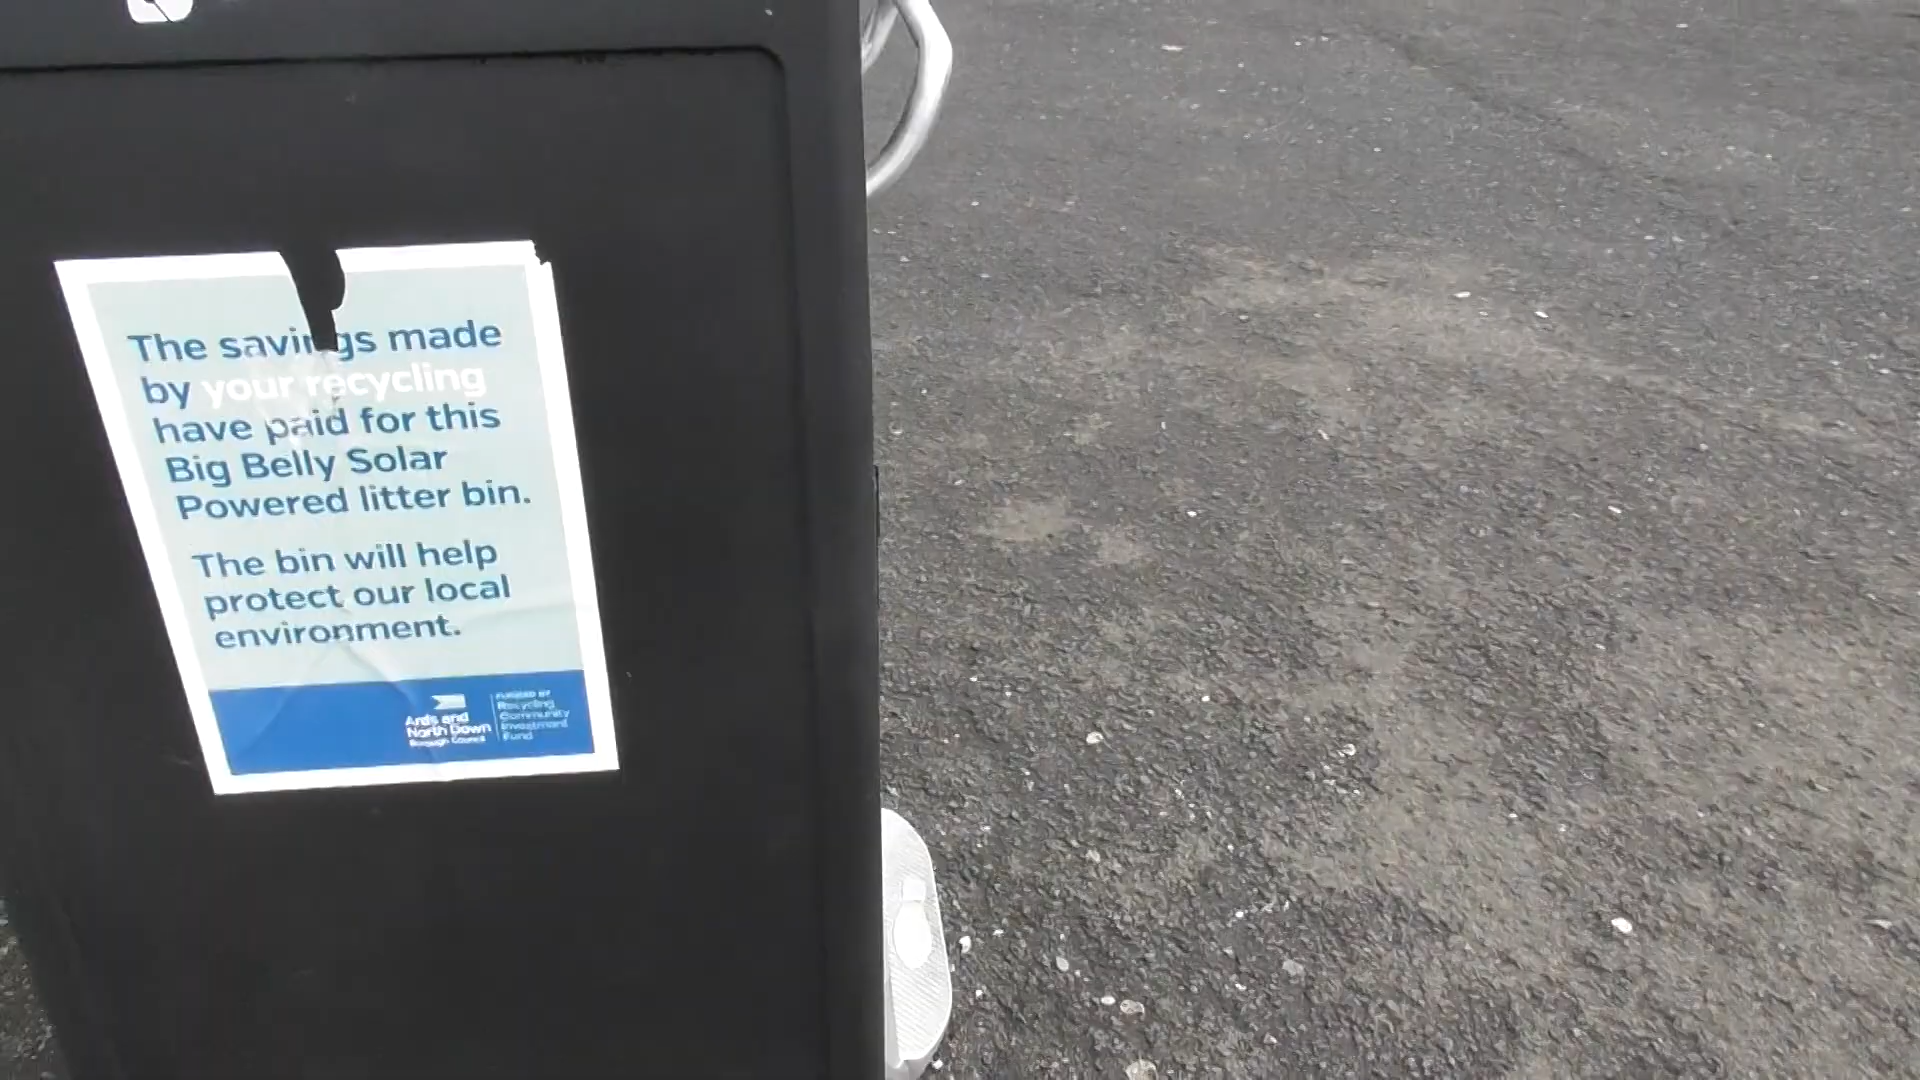 The savings made
by your recycling
have paid for this
Big Belly Solar
Powered litter bin.
The bin will help
protect our local
environment.
Ards and
North Down
Borough Council
FUNDED BY
Recycling
Community
Investment
Fund